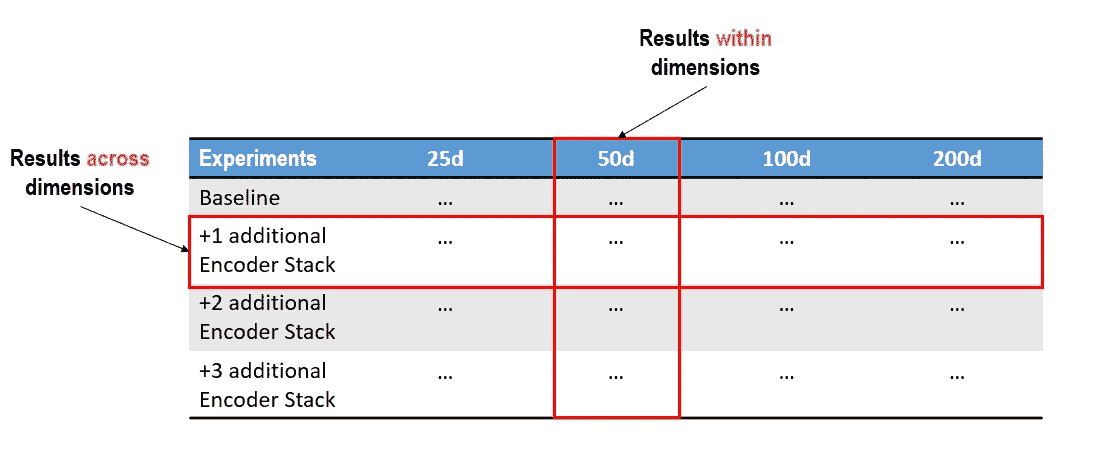 Results within
dimensions
Results across
dimensions
Experiments 25d 50d 100d 200d
Baseline ... ... ... ...
+1 additional ... ... ... ...
Encoder Stack
+2 additional ... ... ... ...
Encoder Stack
+3 additional ... ... ... ...
Encoder Stack